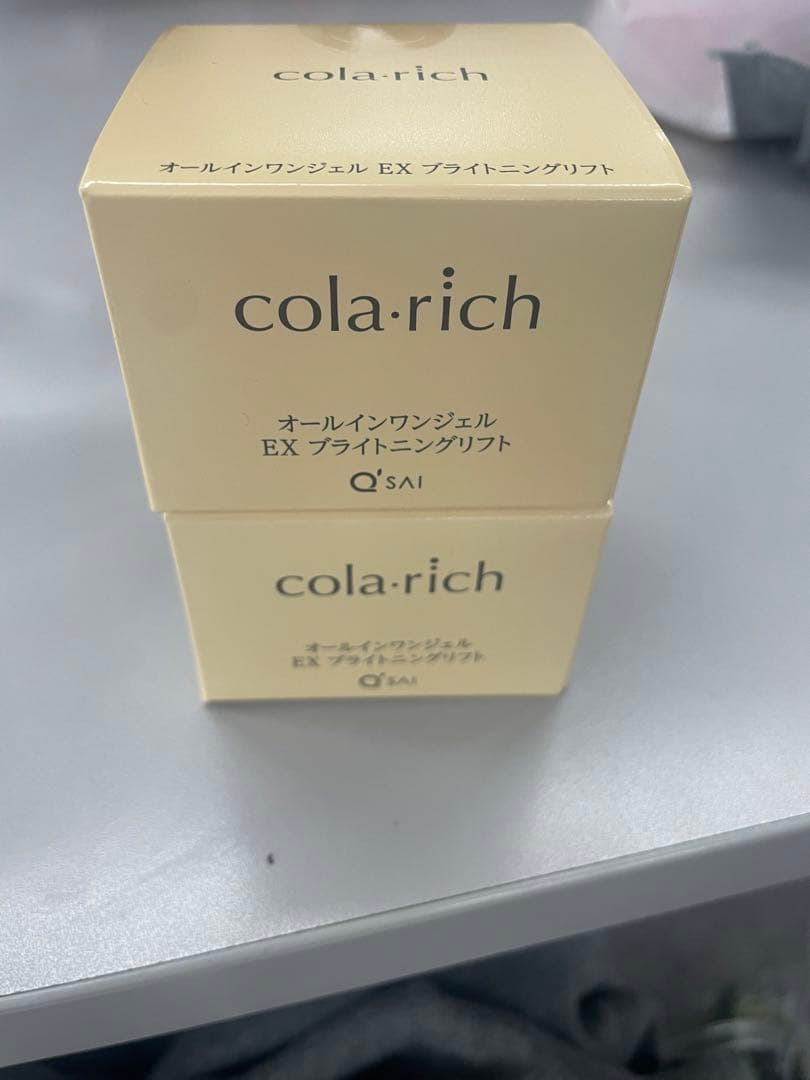 cola·rich
オールインワンジェル EX ブライトニングリフト
cola·rich
オールインワンジェル
EX ブライトニングリフト
Q'SAI
cola·rich
オールインワンジェル
EX ブライトニングリフト
Q'SAI